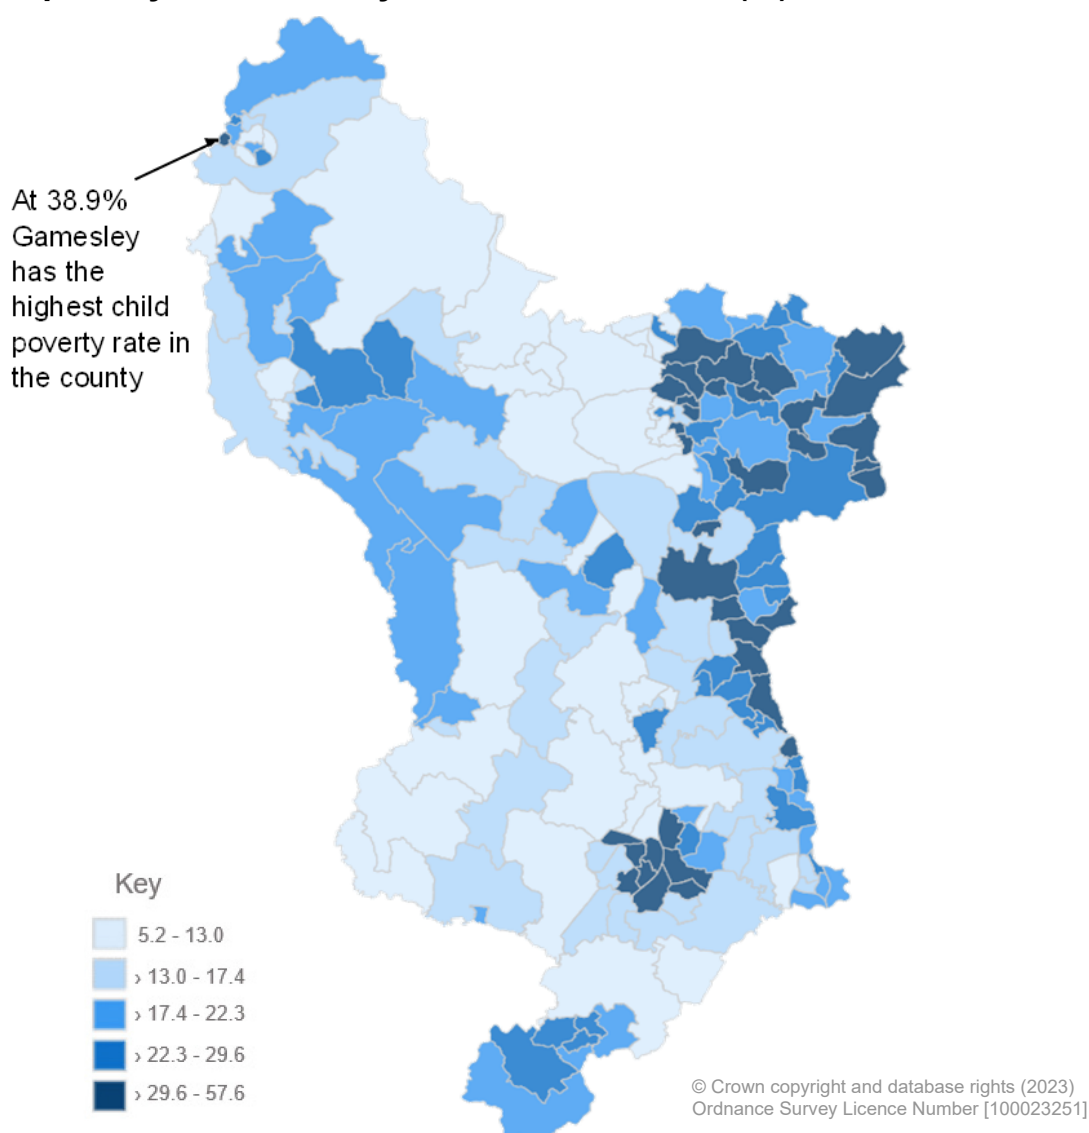 At 38.9%
Gamesley
has the
highest child
poverty rate in
the county
Key
5.2 - 13.0
› 13.0 - 17.4
› 17.4 - 22.3
› 22.3 - 29.6
› 29.6 - 57.6
© Crown copyright and database rights (2023)
Ordnance Survey Licence Number [100023251]